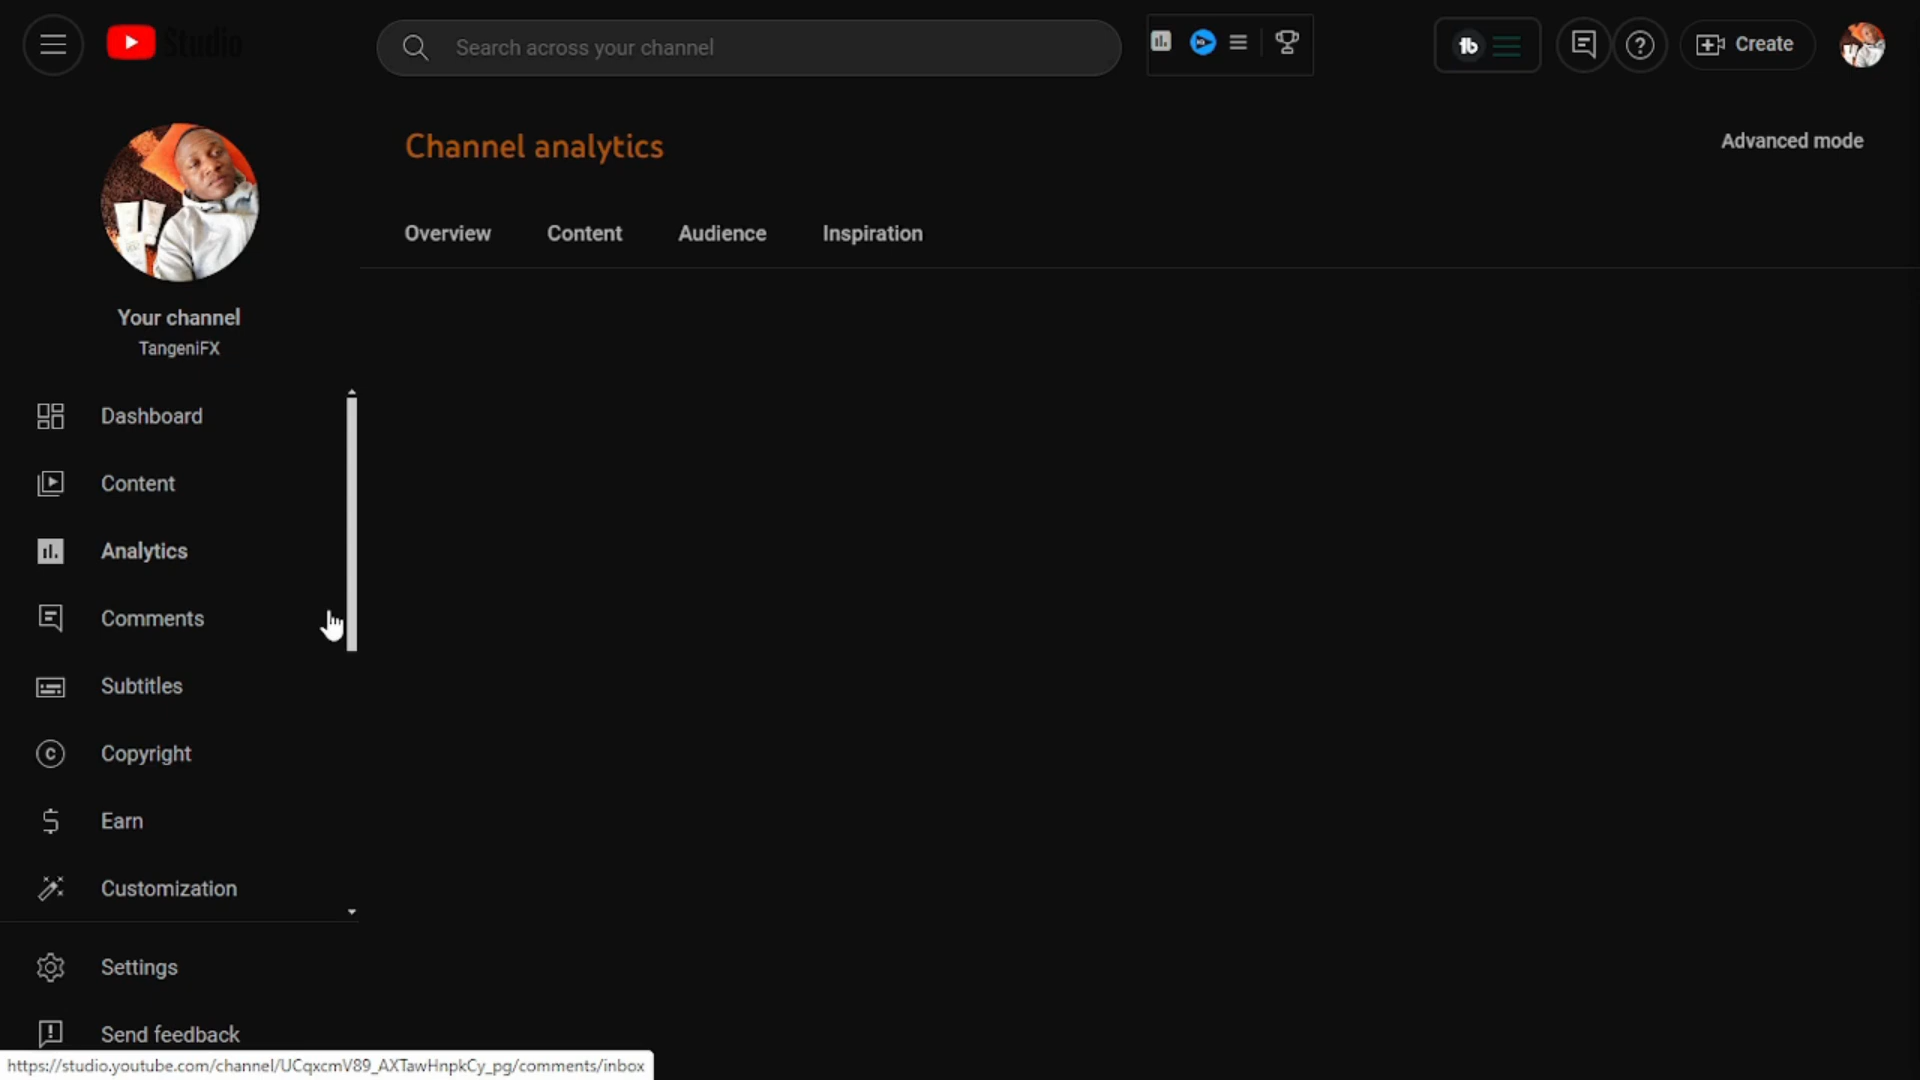 Studio
Search across your channel
Create
Channel analytics
Advanced mode
Overview
Content
Audience
Inspiration
Your channel
TangeniFX
Dashboard
Content
Analytics
Comments
Subtitles
Copyright
Earn
Customization
Settings
Send feedback
https://studio.youtube.com/channel/UCqxcmV89_AXTawHnpkCy_pg/comments/inbox